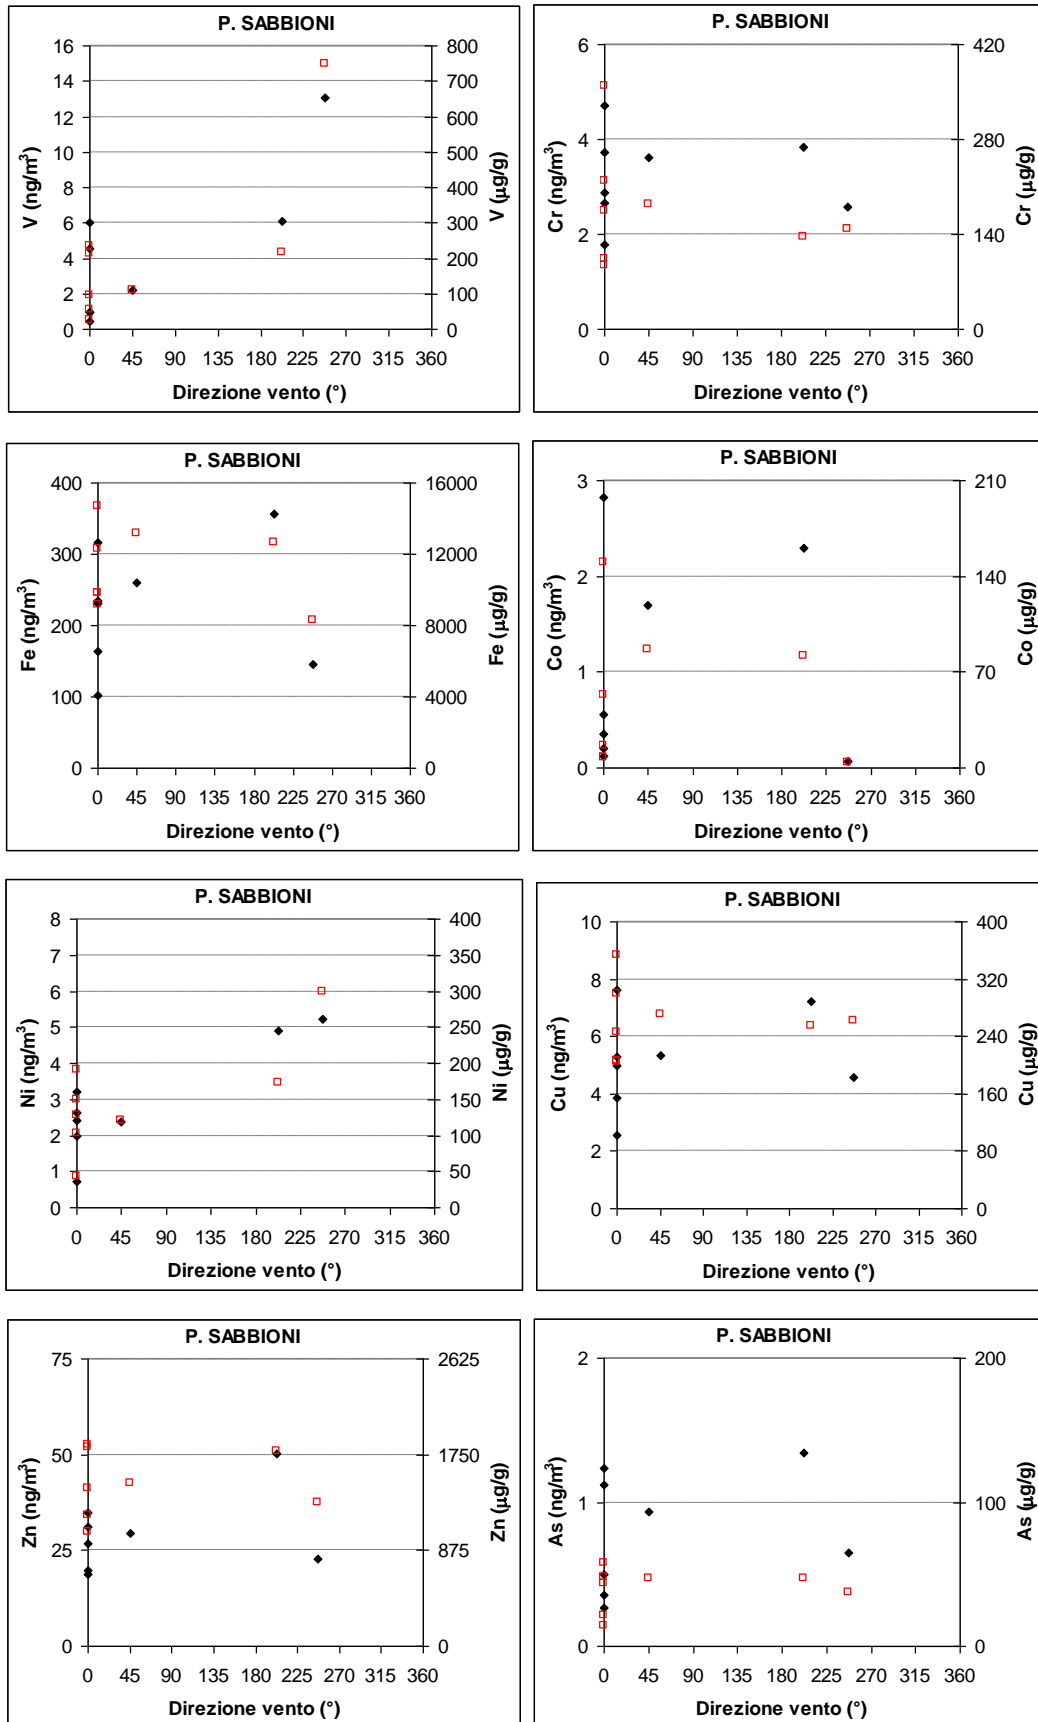 P. SABBIONI
16
14
12
10
8
6
4
2
0
V (ng/m³)
800
700
600
500
400
300
200
100
0
V (µg/g)
0 45 90 135 180 225 270 315 360
Direzione vento (°)
P. SABBIONI
6
4
2
0
Cr (ng/m³)
420
280
140
0
Cr (µg/g)
0 45 90 135 180 225 270 315 360
Direzione vento (°)
P. SABBIONI
400
300
200
100
0
Fe (ng/m³)
16000
12000
8000
4000
0
Fe (µg/g)
0 45 90 135 180 225 270 315 360
Direzione vento (°)
P. SABBIONI
3
2
1
0
Co (ng/m³)
210
140
70
0
Co (µg/g)
0 45 90 135 180 225 270 315 360
Direzione vento (°)
P. SABBIONI
8
7
6
5
4
3
2
1
0
Ni (ng/m³)
400
350
300
250
200
150
100
50
0
Ni (µg/g)
0 45 90 135 180 225 270 315 360
Direzione vento (°)
P. SABBIONI
10
8
6
4
2
0
Cu (ng/m³)
400
320
240
160
80
0
Cu (µg/g)
0 45 90 135 180 225 270 315 360
Direzione vento (°)
P. SABBIONI
75
50
25
0
Zn (ng/m³)
2625
1750
875
0
Zn (µg/g)
0 45 90 135 180 225 270 315 360
Direzione vento (°)
P. SABBIONI
2
1
0
As (ng/m³)
200
100
0
As (µg/g)
0 45 90 135 180 225 270 315 360
Direzione vento (°)